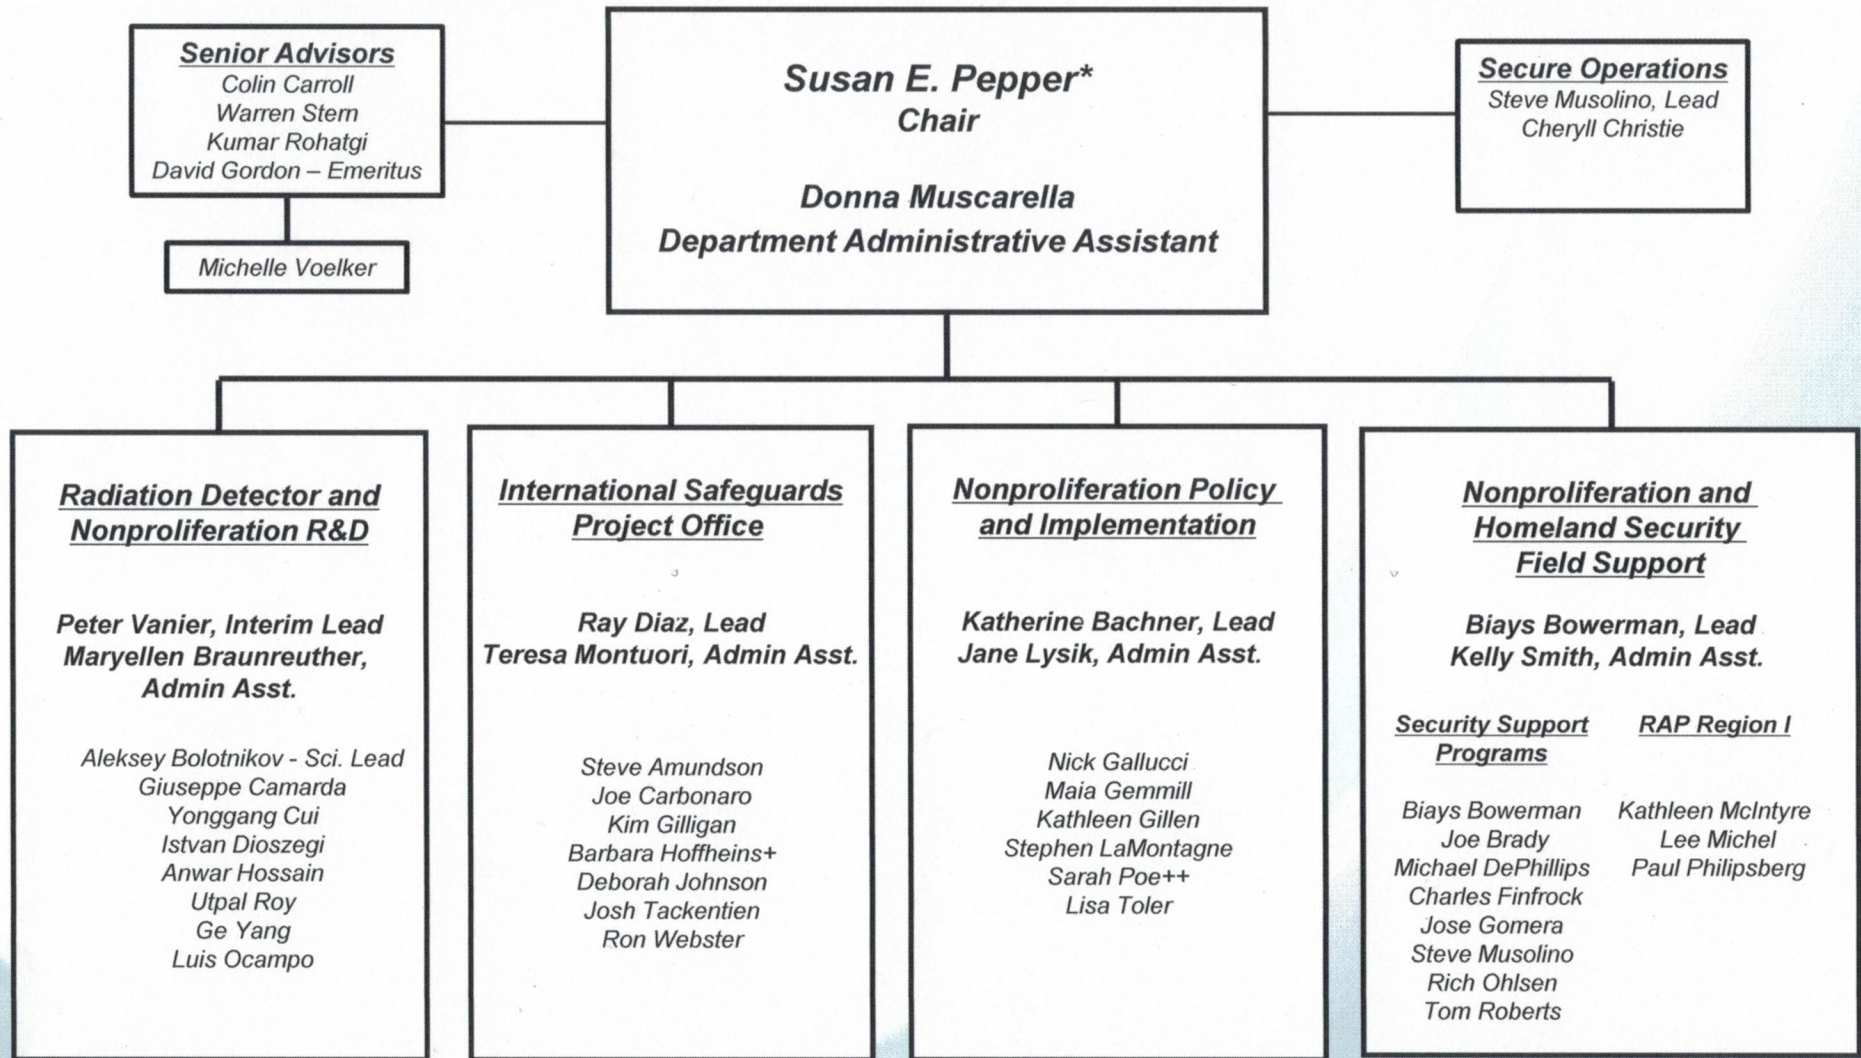 Senior Advisors
Colin Carroll
Warren Stern
Kumar Rohatgi
David Gordon – Emeritus
Michelle Voelker
Susan E. Pepper*
Chair
Donna Muscarella
Department Administrative Assistant
Secure Operations
Steve Musolino, Lead
Cheryll Christie
Radiation Detector and
Nonproliferation R&D
Peter Vanier, Interim Lead
Maryellen Braunreuther,
Admin Asst.
Aleksey Bolotnikov - Sci. Lead
Giuseppe Camarda
Yonggang Cui
Istvan Dioszegi
Anwar Hossain
Utpal Roy
Ge Yang
Luis Ocampo
International Safeguards
Project Office
Ray Diaz, Lead
Teresa Montuori, Admin Asst.
Steve Amundson
Joe Carbonaro
Kim Gilligan
Barbara Hoffheins+
Deborah Johnson
Josh Tackentien
Ron Webster
Nonproliferation Policy
and Implementation
Katherine Bachner, Lead
Jane Lysik, Admin Asst.
Nick Gallucci
Maia Gemmill
Kathleen Gillen
Stephen LaMontagne
Sarah Poe++
Lisa Toler
Nonproliferation and
Homeland Security
Field Support
Biays Bowerman, Lead
Kelly Smith, Admin Asst.
Security Support
Programs
Biays Bowerman
Joe Brady
Michael DePhillips
Charles Finfrock
Jose Gomera
Steve Musolino
Rich Ohlsen
Tom Roberts
RAP Region I
Kathleen McIntyre
Lee Michel
Paul Philipsberg